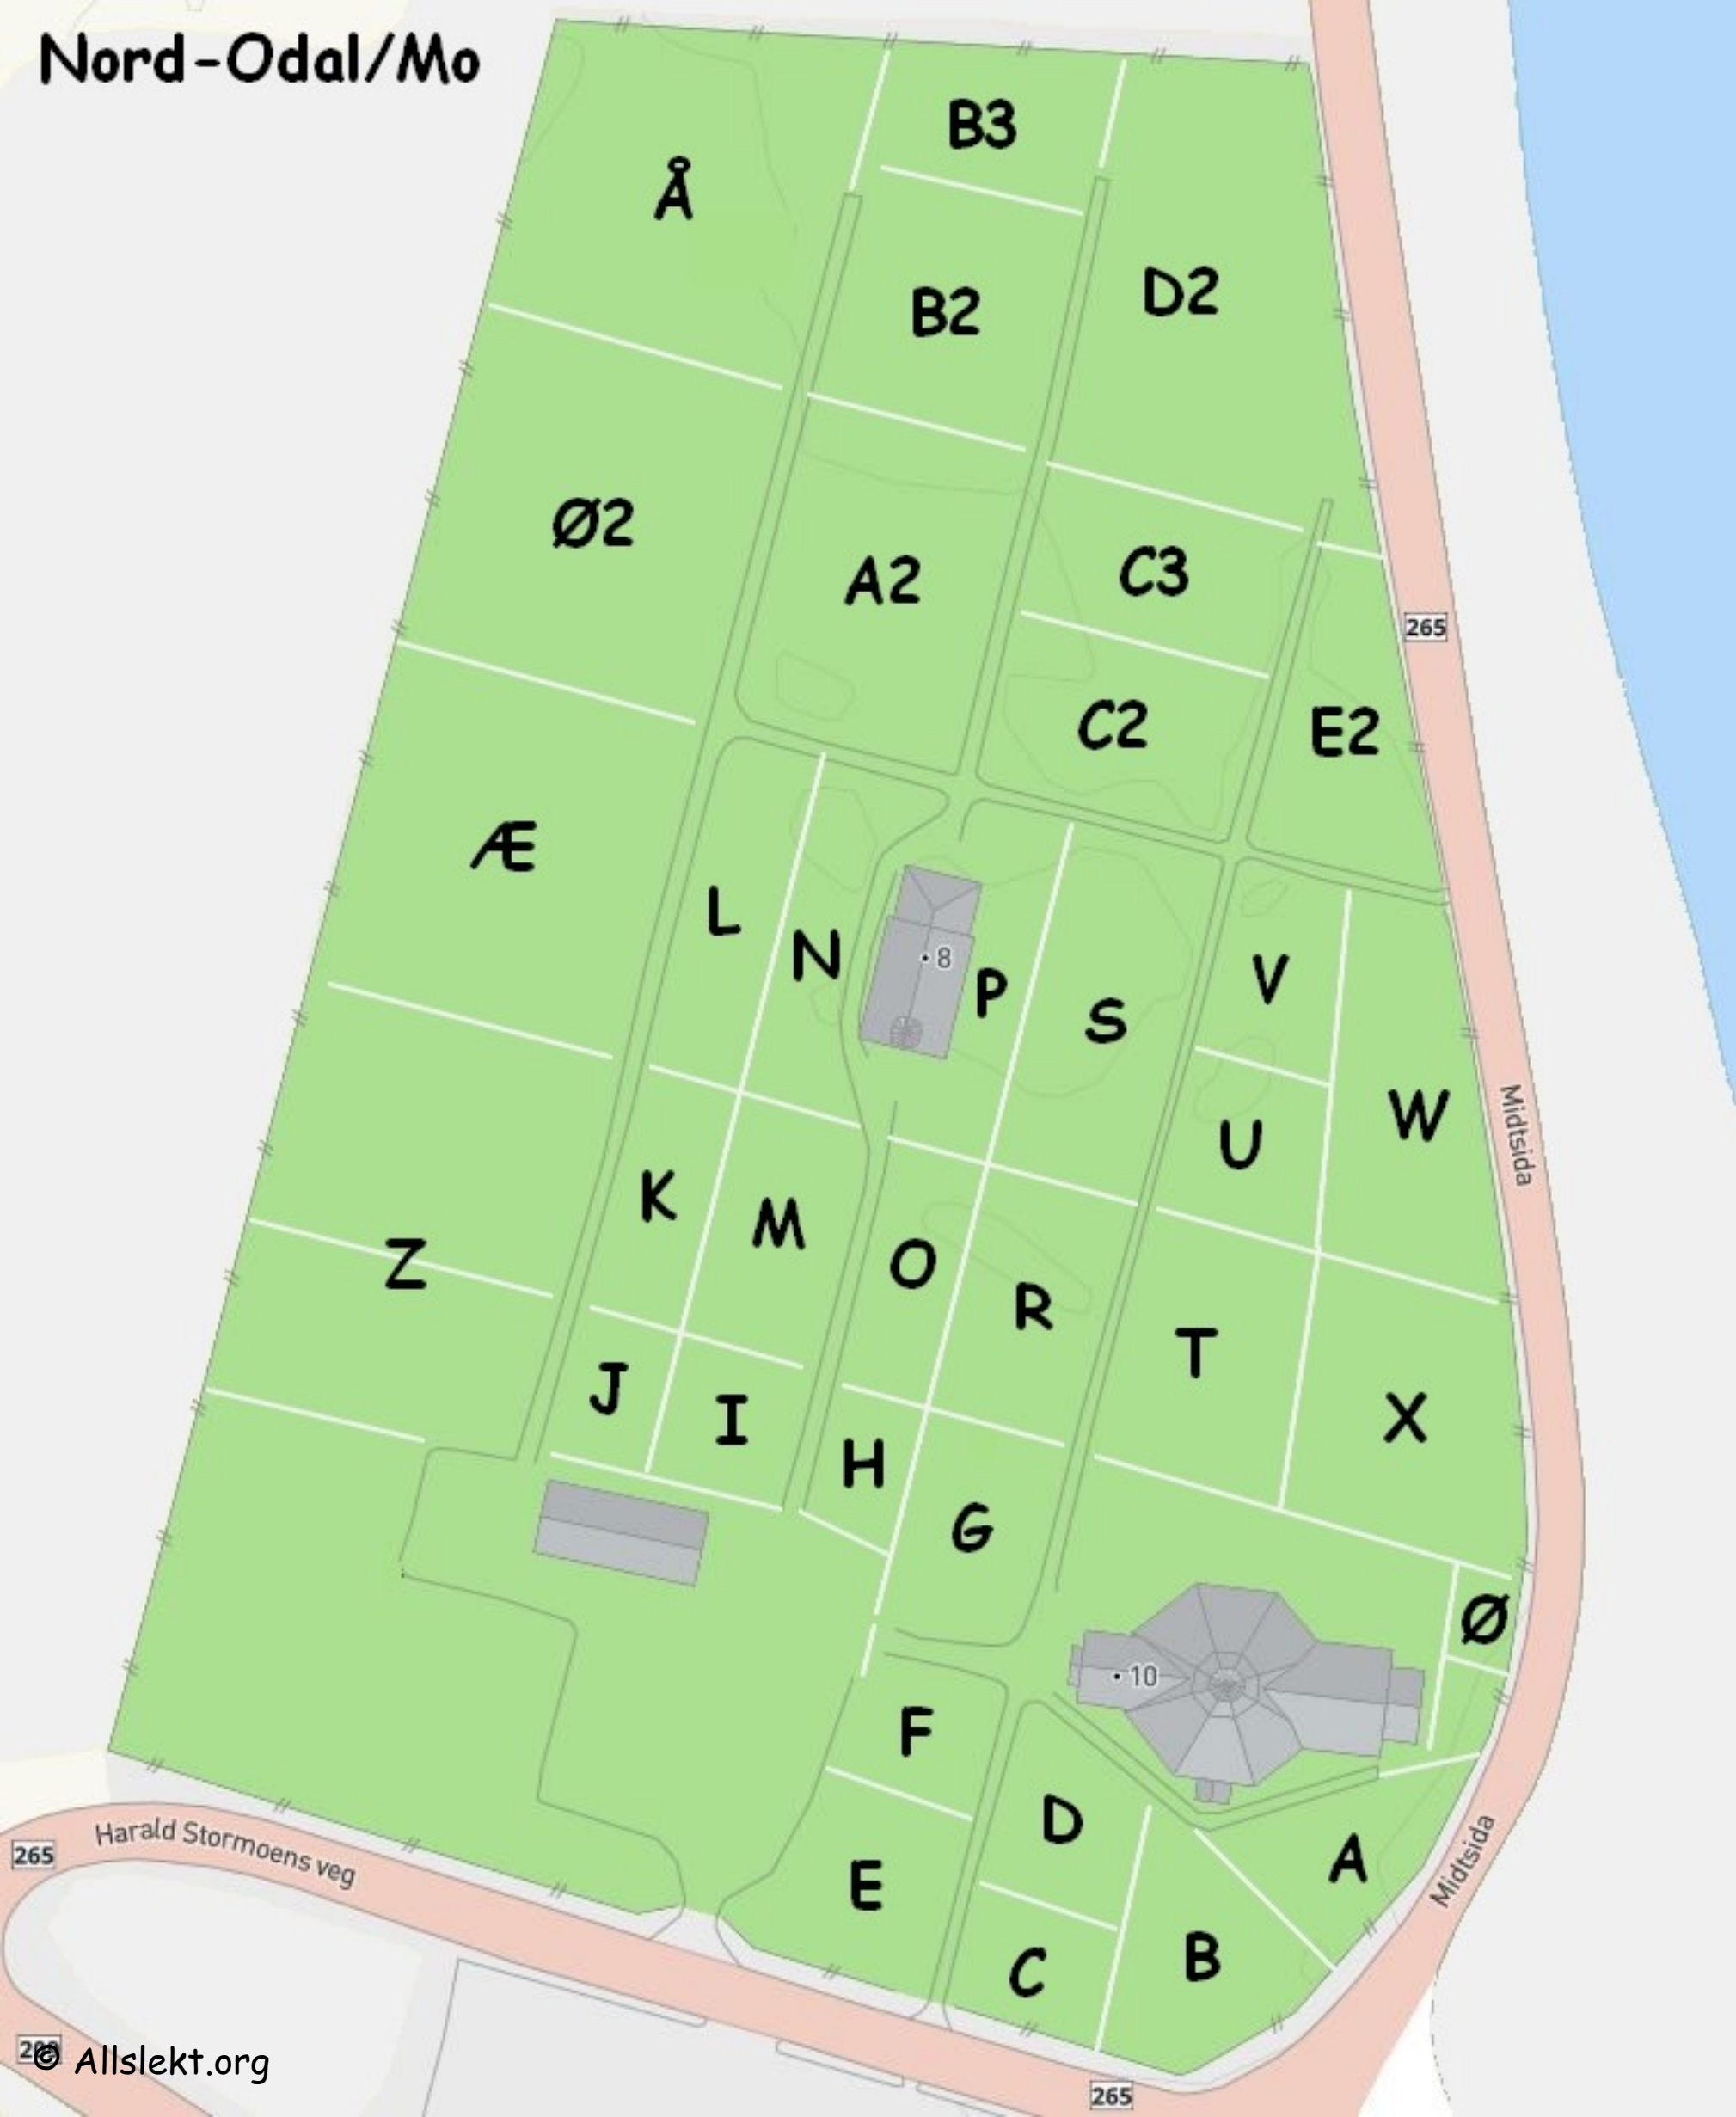 Nord-Odal/Mo
B3
Å
B2
D2
Ø2
A2
C3
265
C2
E2
Æ
L
N
8
P
S
V
W
Midtsida
U
K
M
O
R
Z
T
J
I
H
X
G
Ø
10
F
D
E
A
Midtsida
B
C
Harald Stormoens veg
265
© Allslekt.org
265